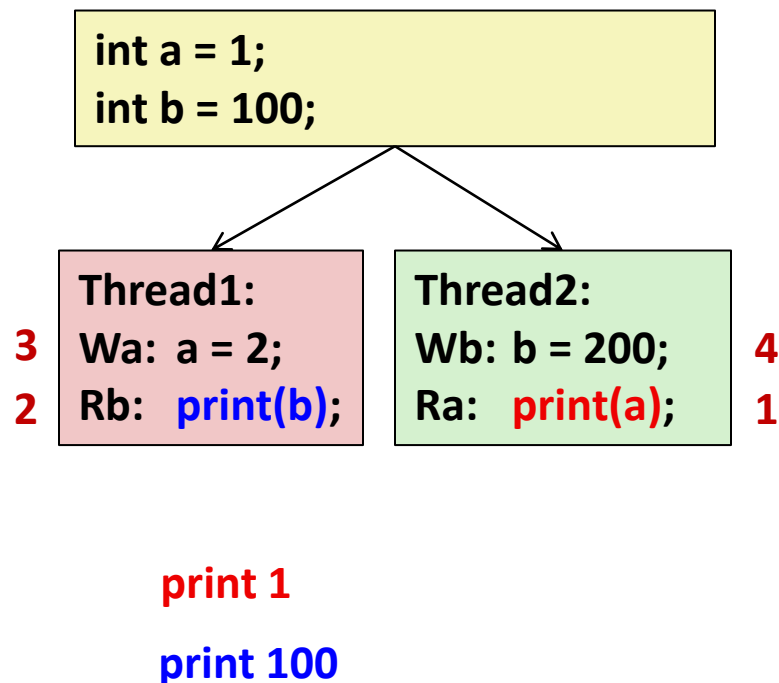 int a = 1;
int b = 100;
Thread1:
3 Wa: a = 2;
2 Rb: print(b);
Thread2:
Wb: b = 200; 4
Ra: print(a); 1
print 1
print 100